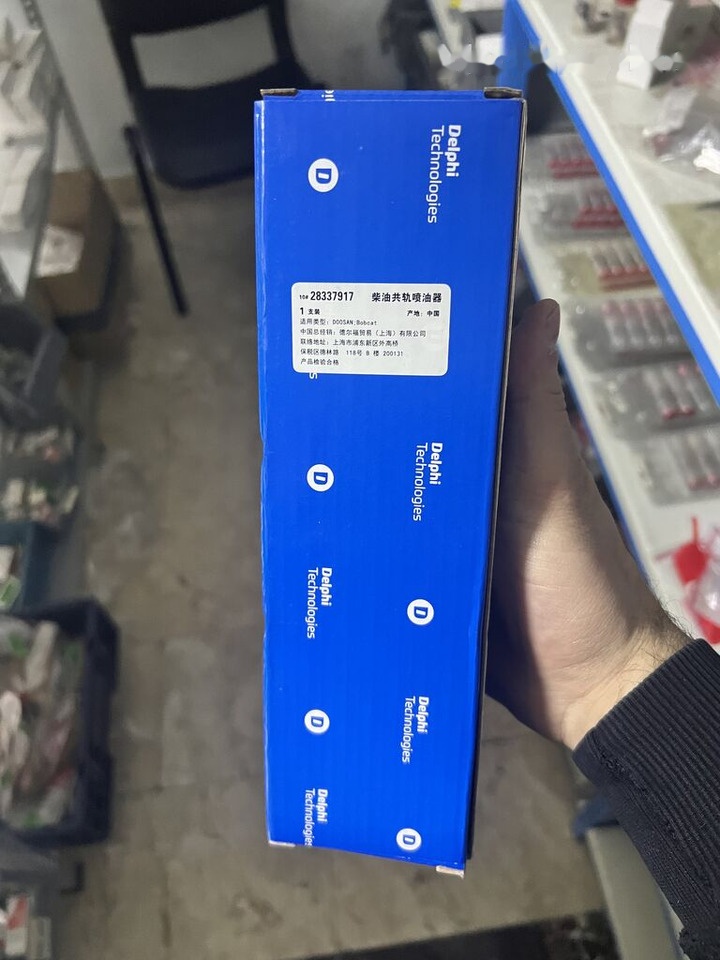 Delphi
Technologies
D
10# 28337917 柴油共轨喷油器
1 支装 产地: 中国
适用类型: DOOSAN;Bobcat
中国总经销: 德尔福贸易 (上海) 有限公司
联络地址: 上海市浦东新区外高桥
保税区德林路 118号 B 楼 200131
产品检验合格
Delphi
Technologies
D
Delphi
Technologies
D
Delphi
Technologies
D
Delphi
Technologies
D